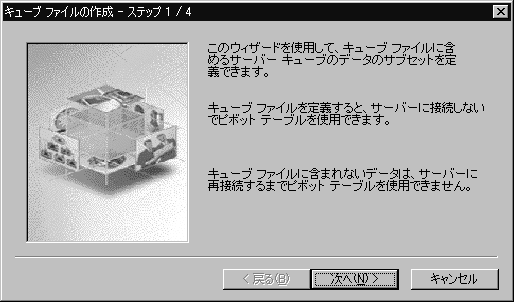 キューブ ファイルの作成 - ステップ 1 / 4
このウィザードを使用して、キューブ ファイルに含
めるサーバー キューブのデータのサブセットを定
義できます。
キューブ ファイルを定義すると、サーバーに接続しない
でピボット テーブルを使用できます。
キューブ ファイルに含まれないデータは、サーバーに
再接続するまでピボット テーブルを使用できません。
< 戻る(B)
次へ(N) >
キャンセル